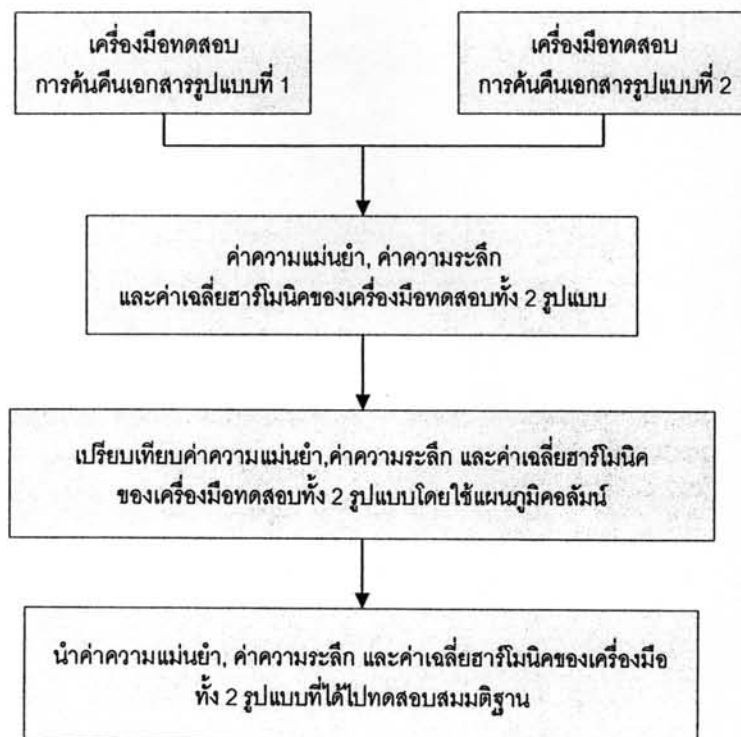 เครื่องมือทดสอบ
การค้นคืนเอกสารรูปแบบที่ 1
เครื่องมือทดสอบ
การค้นคืนเอกสารรูปแบบที่ 2
ค่าความแม่นยำ, ค่าความระลึก
และค่าเฉลี่ยฮาร์โมนิคของเครื่องมือทดสอบทั้ง 2 รูปแบบ
เปรียบเทียบค่าความแม่นยำ,ค่าความระลึก และค่าเฉลี่ยฮาร์โมนิค
ของเครื่องมือทดสอบทั้ง 2 รูปแบบโดยใช้แผนภูมิคอลัมน์
นำค่าความแม่นยำ, ค่าความระลึก และค่าเฉลี่ยฮาร์โมนิคของเครื่องมือ
ทั้ง 2 รูปแบบที่ได้ไปทดสอบสมมติฐาน